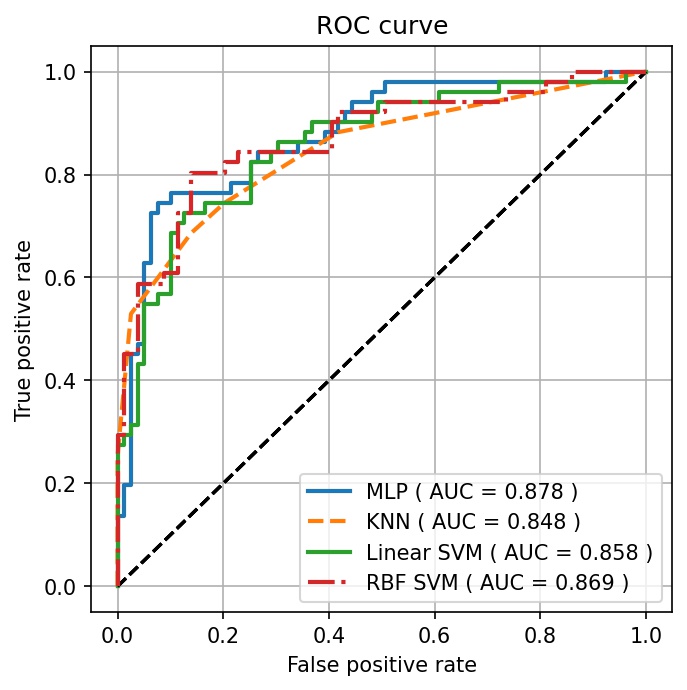 ROC curve
True positive rate
1.0
0.8
0.6
0.4
0.2
0.0
MLP ( AUC = 0.878 )
KNN ( AUC = 0.848 )
Linear SVM ( AUC = 0.858 )
RBF SVM ( AUC = 0.869 )
0.0 0.2 0.4 0.6 0.8 1.0
False positive rate